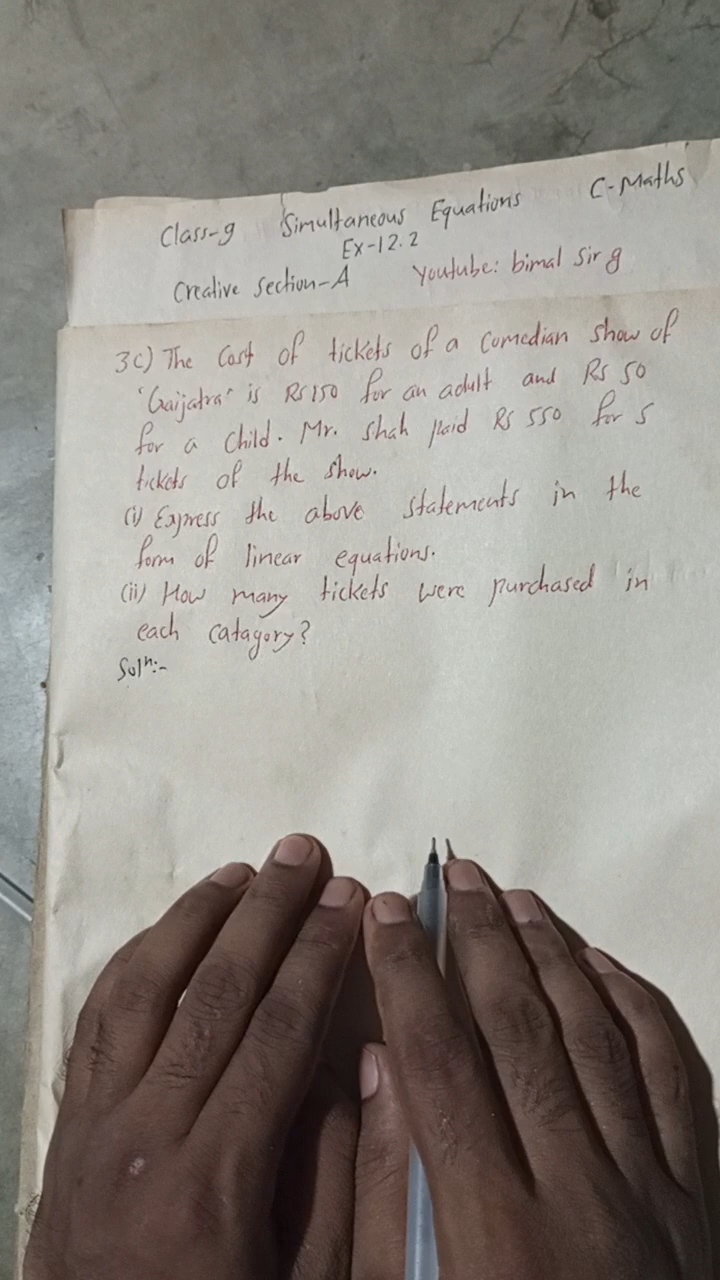 Class-9 Simultaneous Equations C-Maths
Ex-12.2
Creative section-A Youtube: bimal sir g
3c) The Cost of tickets of a Comedian show of
'Gaijatra' is Rs 150 for an adult and Rs 50
for a child. Mr. Shah paid Rs 550 for 5
tickets of the show.
(i) Express the above statements in the
form of linear equations.
(ii) How many tickets were purchased in
each catagory?
Solⁿ:-